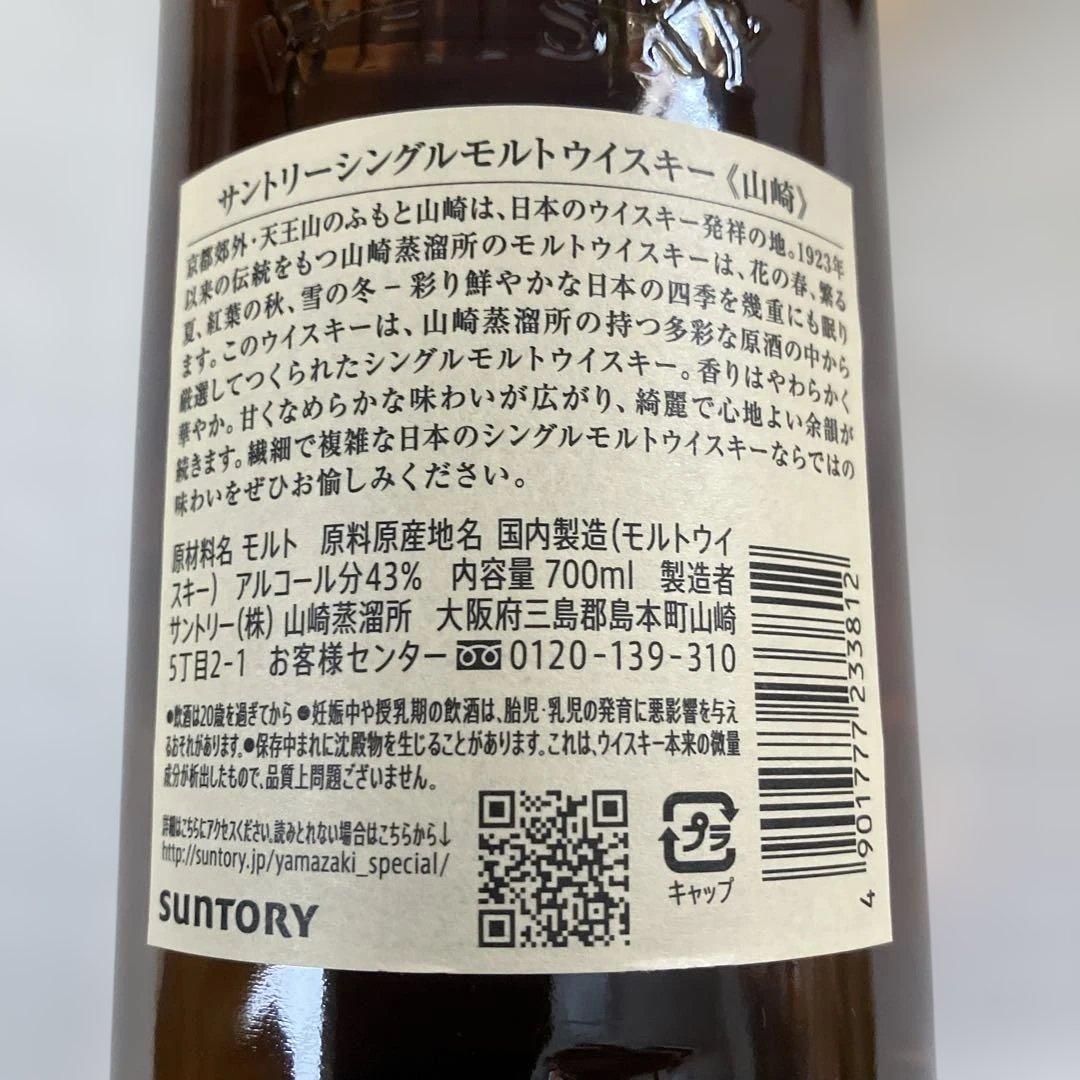 サントリーシングルモルトウイスキー《山崎》
京都郊外・天王山のふもと山崎は、日本のウイスキー発祥の地。1923年
以来の伝統をもつ山崎蒸溜所のモルトウイスキーは、花の春、繁る
夏、紅葉の秋、雪の冬－彩り鮮やかな日本の四季を幾重にも眠り
ます。このウイスキーは、山崎蒸溜所の持つ多彩な原酒の中から
厳選してつくられたシングルモルトウイスキー。香りはやわらかく
華やか。甘くなめらかな味わいが広がり、綺麗で心地よい余韻が
続きます。繊細で複雑な日本のシングルモルトウイスキーならではの
味わいをぜひお愉しみください。
原材料名 モルト 原料原産地名 国内製造(モルトウイ
スキー) アルコール分43% 内容量 700ml 製造者
サントリー(株) 山崎蒸溜所 大阪府三島郡島本町山崎
5丁目2-1 お客様センター 0120-139-310
●飲酒は20歳を過ぎてから ●妊娠中や授乳期の飲酒は、胎児・乳児の発育に悪影響を与え
るおそれがあります。●保存中まれに沈殿物を生じることがあります。これは、ウイスキー本来の微量
成分が析出したもので、品質上問題ございません。
詳細はこちらにアクセスください。読みとれない場合はこちらから↓
http://suntory.jp/yamazaki_special/
SUNTORY
プラ
キャップ
4 901777 233812